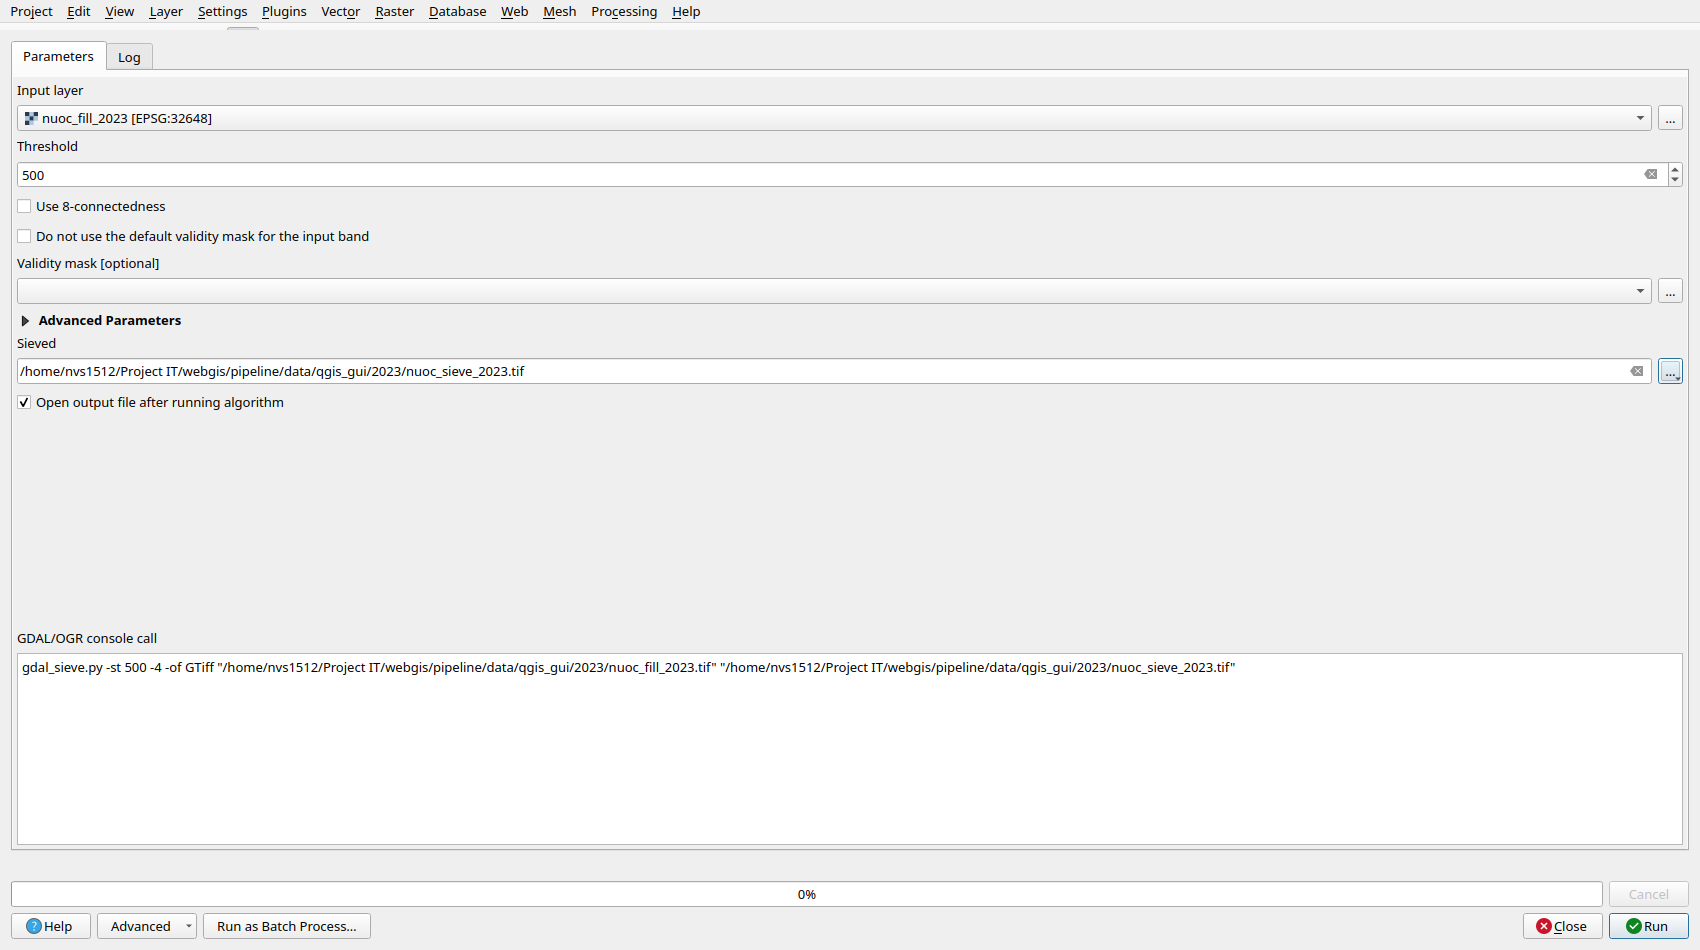 Project Edit View Layer Settings Plugins Vector Raster Database Web Mesh Processing Help
Parameters Log
Input layer
nuoc_fill_2023 [EPSG:32648] ...
Threshold
500
Use 8-connectedness
Do not use the default validity mask for the input band
Validity mask [optional]
...
Advanced Parameters
Sieved
/home/nvs1512/Project IT/webgis/pipeline/data/qgis_gui/2023/nuoc_sieve_2023.tif ...
Open output file after running algorithm
GDAL/OGR console call
gdal_sieve.py -st 500 -4 -of GTiff "/home/nvs1512/Project IT/webgis/pipeline/data/qgis_gui/2023/nuoc_fill_2023.tif" "/home/nvs1512/Project IT/webgis/pipeline/data/qgis_gui/2023/nuoc_sieve_2023.tif"
0% Cancel
Help Advanced Run as Batch Process... Close Run